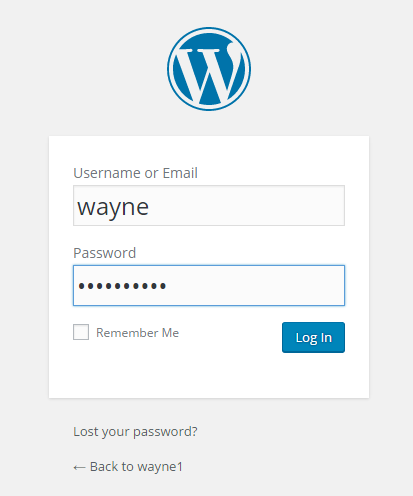 Username or Email
wayne
Password
••••••••••
Remember Me
Log In
Lost your password?
← Back to wayne1